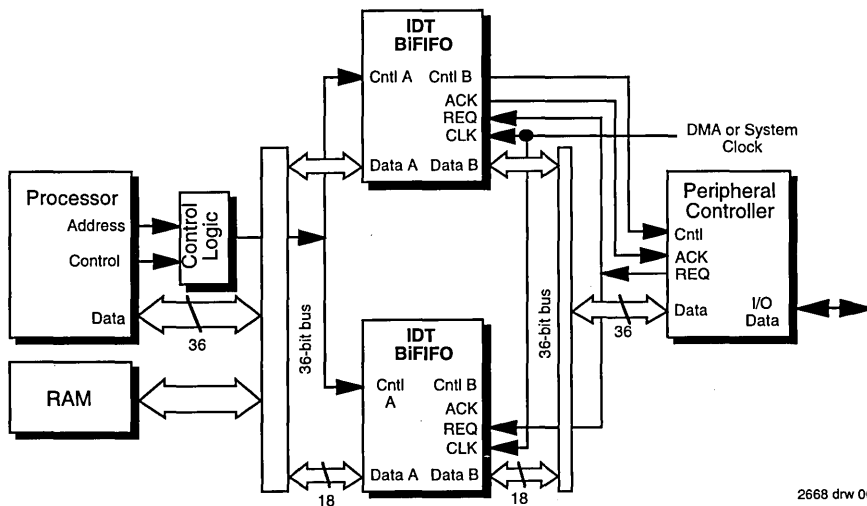 IDT
BiFIFO
Cntl A
Cntl B
ACK
REQ
CLK
Data A
Data B
DMA or System
Clock
Processor
Address
Control
Data
Control
Logic
36
RAM
36-bit bus
18
IDT
BiFIFO
Cntl
A
Cntl B
ACK
REQ
CLK
Data A
Data B
18
36-bit bus
36
Peripheral
Controller
Cntl
ACK
REQ
Data
I/O
Data
2668 drw 0